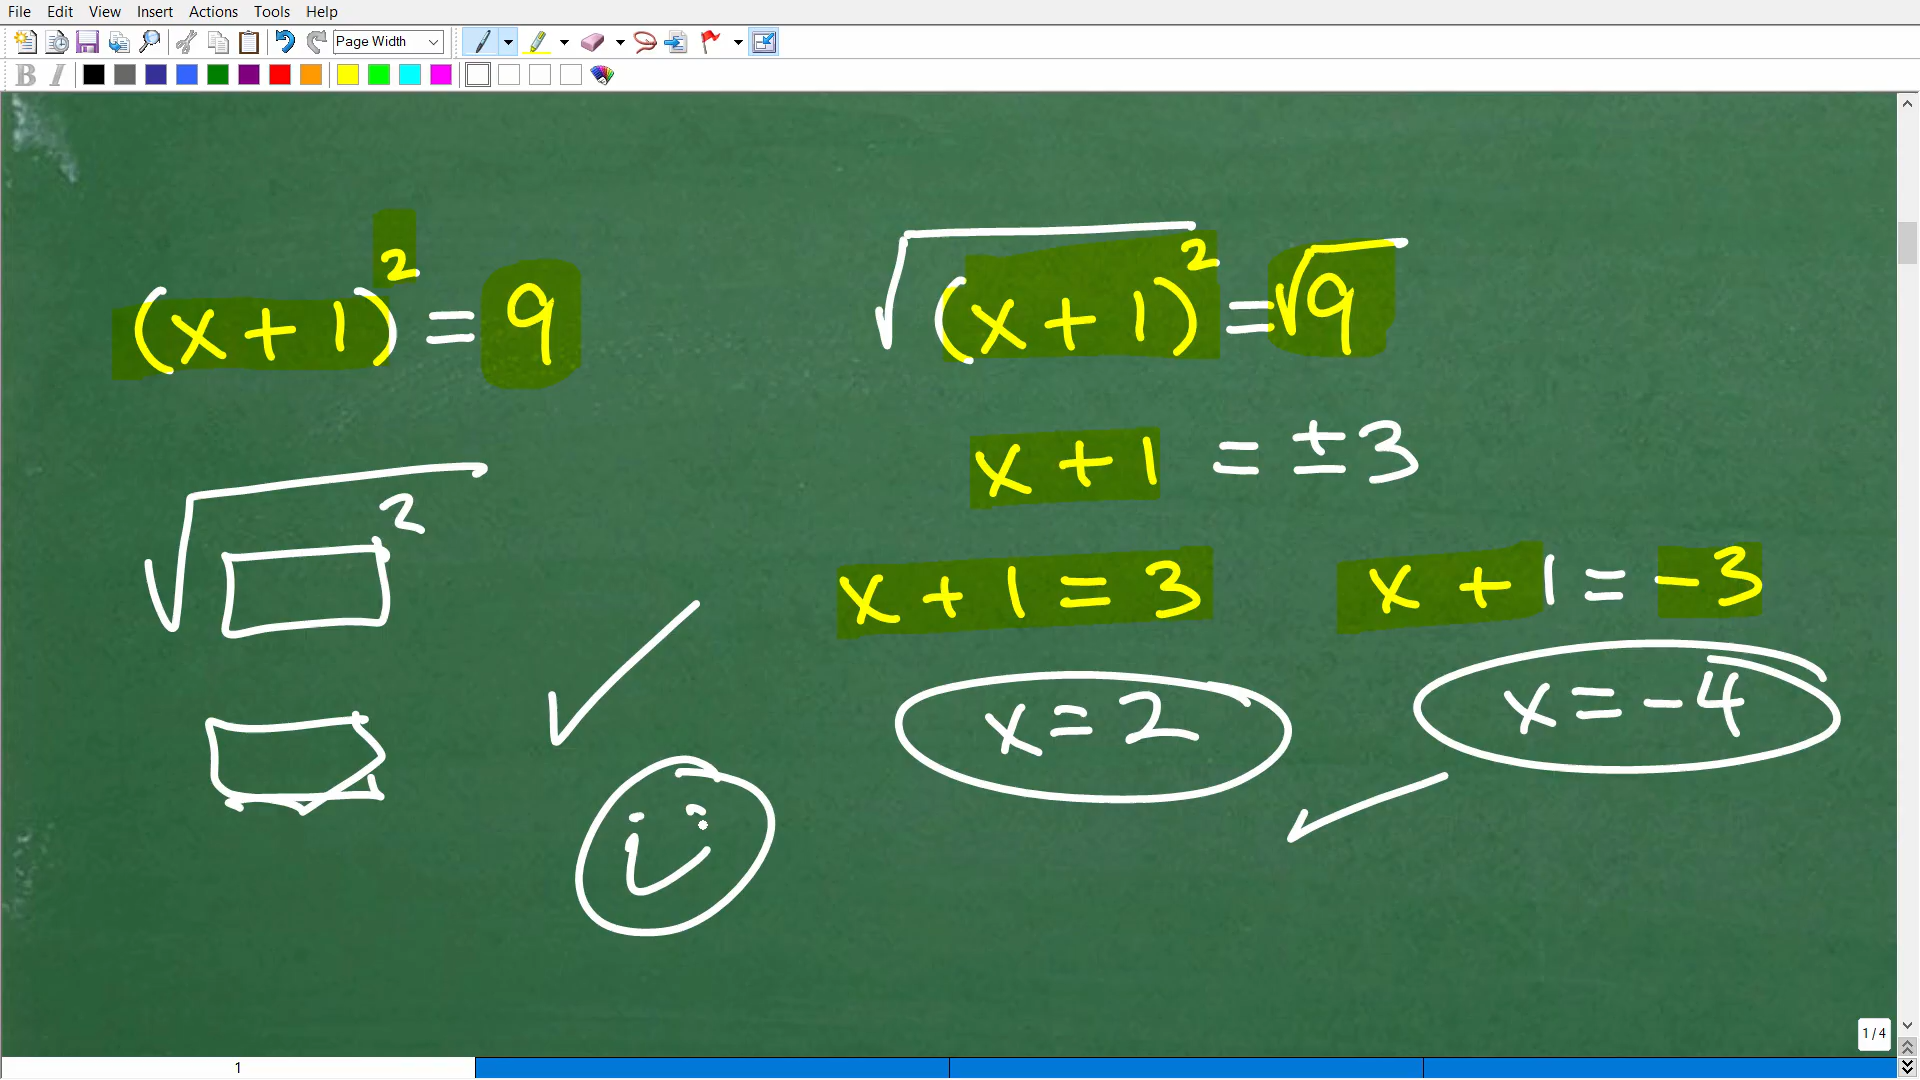 File Edit View Insert Actions Tools Help
Page Width
B I
(x+1)² = 9
√(x+1)² = √9
x+1 = ±3
√▭²
x+1=3
x+1=-3
x=2
x=-4
1 / 4
1